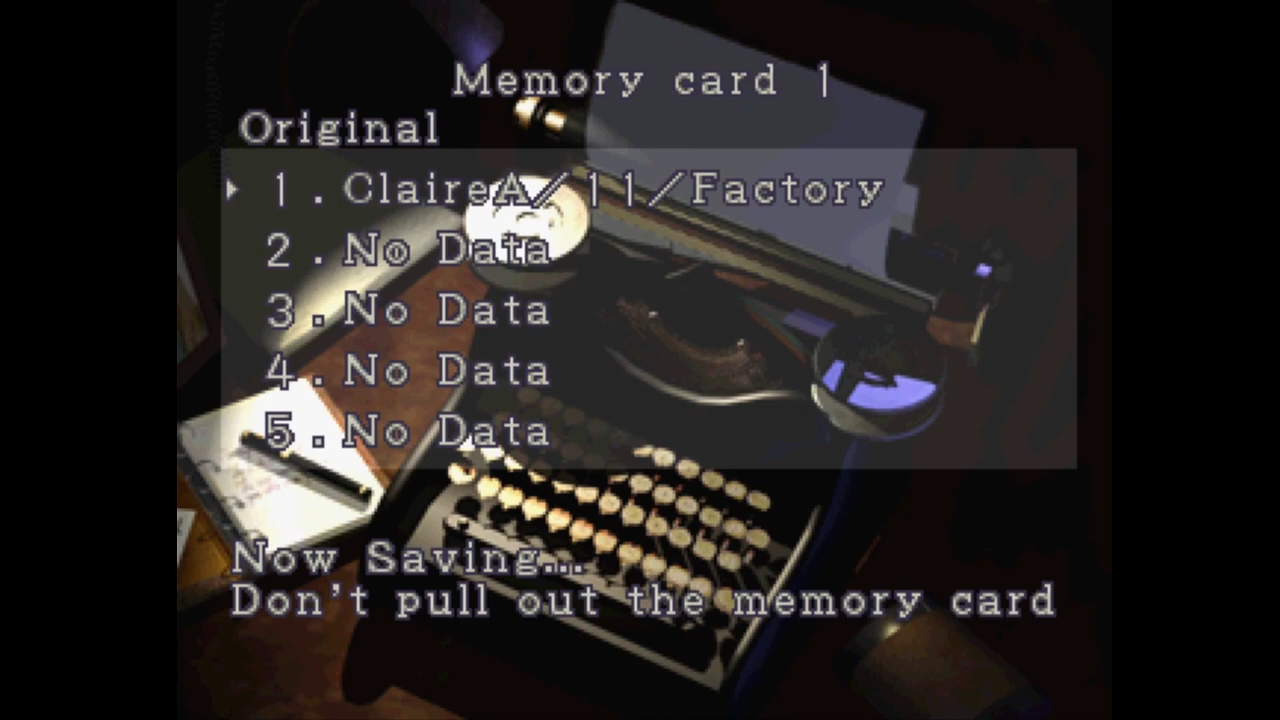 Memory card 1
Original
1. ClaireA/11/Factory
2. No Data
3. No Data
4. No Data
5. No Data
Now Saving...
Don't pull out the memory card